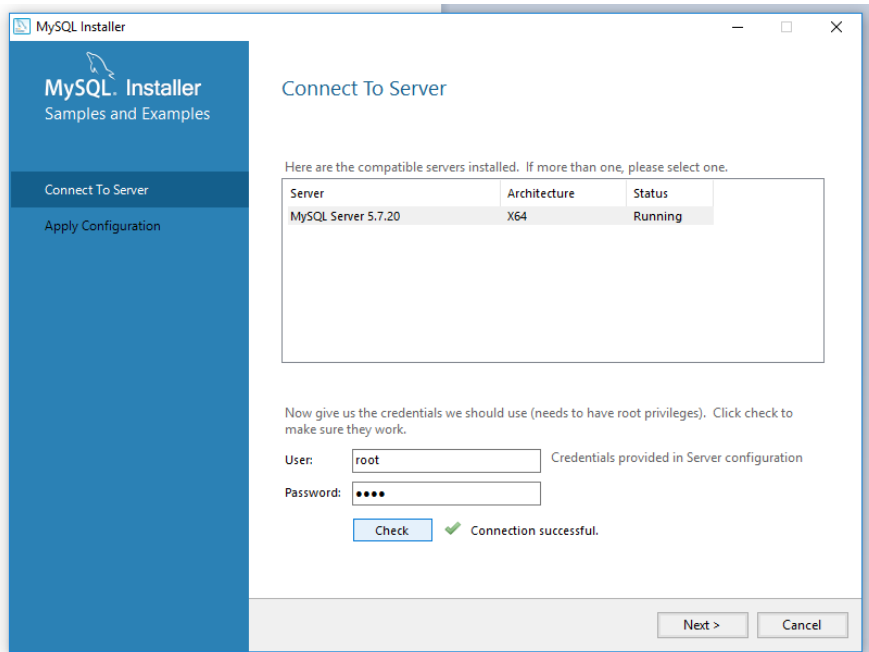 MySQL Installer
MySQL. Installer
Samples and Examples
Connect To Server
Apply Configuration
Connect To Server
Here are the compatible servers installed. If more than one, please select one.
Server Architecture Status
MySQL Server 5.7.20 X64 Running
Now give us the credentials we should use (needs to have root privileges). Click check to
make sure they work.
User: root Credentials provided in Server configuration
Password: ●●●●
Check Connection successful.
Next > Cancel